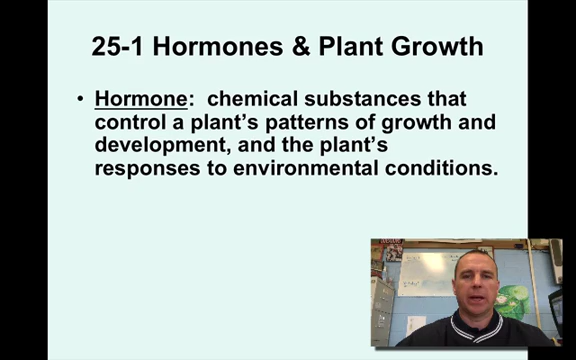 25-1 Hormones & Plant Growth
• Hormone: chemical substances that
control a plant's patterns of growth and
development, and the plant's
responses to environmental conditions.